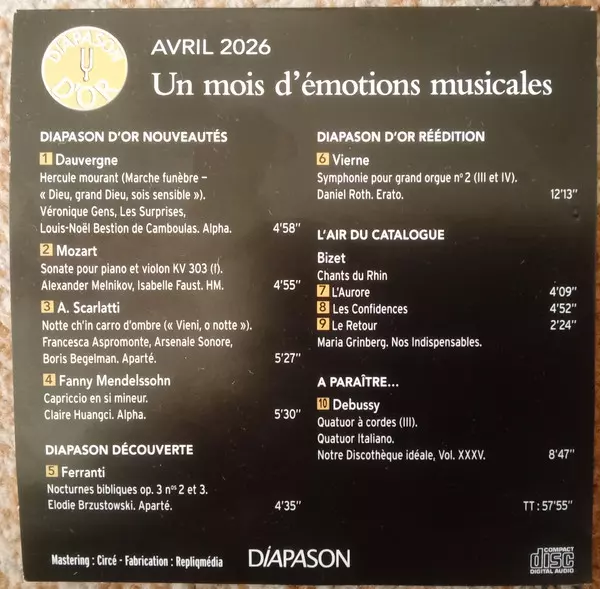 DIAPASON
D'OR
AVRIL 2026
Un mois d'émotions musicales
DIAPASON D'OR NOUVEAUTÉS
1 Dauvergne
Hercule mourant (Marche funèbre –
« Dieu, grand Dieu, sois sensible »).
Véronique Gens, Les Surprises,
Louis-Noël Bestion de Camboulas. Alpha. 4'58"
2 Mozart
Sonate pour piano et violon KV 303 (I).
Alexander Melnikov, Isabelle Faust. HM. 4'55"
3 A. Scarlatti
Notte ch'in carro d'ombre (« Vieni, o notte »).
Francesca Aspromonte, Arsenale Sonore,
Boris Begelman. Aparté. 5'27"
4 Fanny Mendelssohn
Capriccio en si mineur.
Claire Huangci. Alpha. 5'30"
DIAPASON DÉCOUVERTE
5 Ferranti
Nocturnes bibliques op. 3 nos 2 et 3.
Elodie Brzustowski. Aparté. 4'35"
DIAPASON D'OR RÉÉDITION
6 Vierne
Symphonie pour grand orgue n° 2 (III et IV).
Daniel Roth. Erato. 12'13"
L'AIR DU CATALOGUE
Bizet
Chants du Rhin
7 L'Aurore 4'09"
8 Les Confidences 4'52"
9 Le Retour 2'24"
Maria Grinberg. Nos Indispensables.
A PARAÎTRE...
10 Debussy
Quatuor à cordes (III).
Quatuor Italiano.
Notre Discothèque idéale, Vol. XXXV. 8'47"
TT : 57'55"
Mastering : Circé - Fabrication : Repliqmédia
DIAPASON
COMPACT
disc
DIGITAL AUDIO